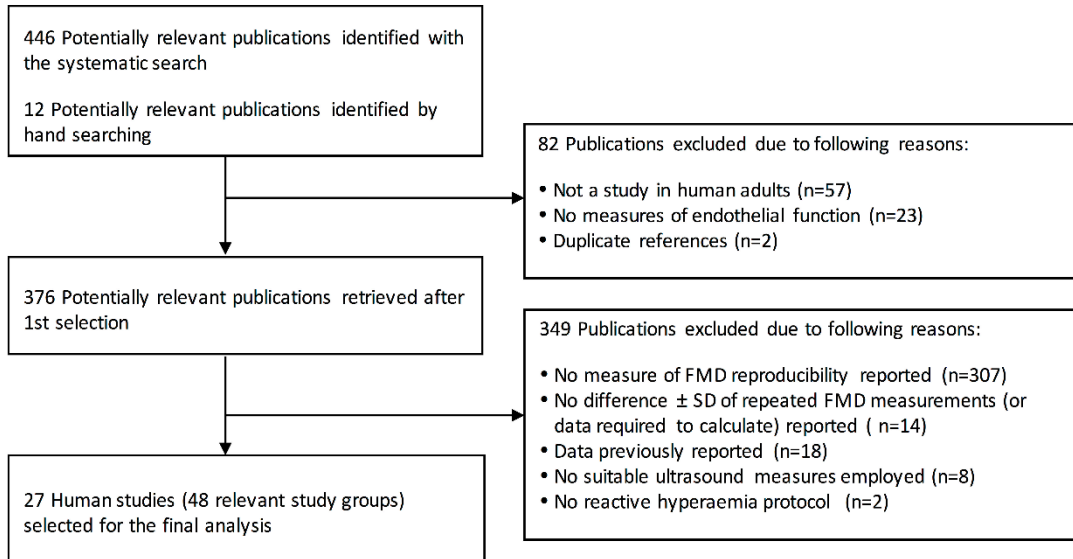 446 Potentially relevant publications identified with
the systematic search
12 Potentially relevant publications identified by
hand searching
82 Publications excluded due to following reasons:
• Not a study in human adults (n=57)
• No measures of endothelial function (n=23)
• Duplicate references (n=2)
376 Potentially relevant publications retrieved after
1st selection
349 Publications excluded due to following reasons:
• No measure of FMD reproducibility reported (n=307)
• No difference ± SD of repeated FMD measurements (or
data required to calculate) reported ( n=14)
• Data previously reported (n=18)
• No suitable ultrasound measures employed (n=8)
• No reactive hyperaemia protocol (n=2)
27 Human studies (48 relevant study groups)
selected for the final analysis